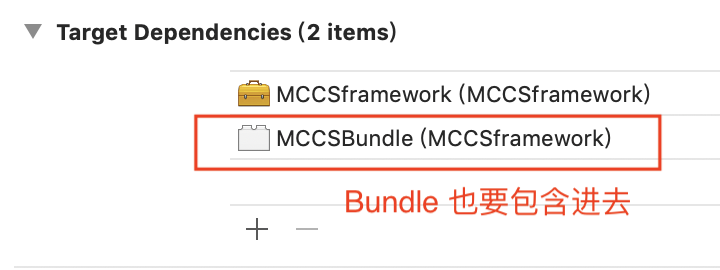 Target Dependencies (2 items)
MCCSframework (MCCSframework)
MCCSBundle (MCCSframework)
Bundle 也要包含进去